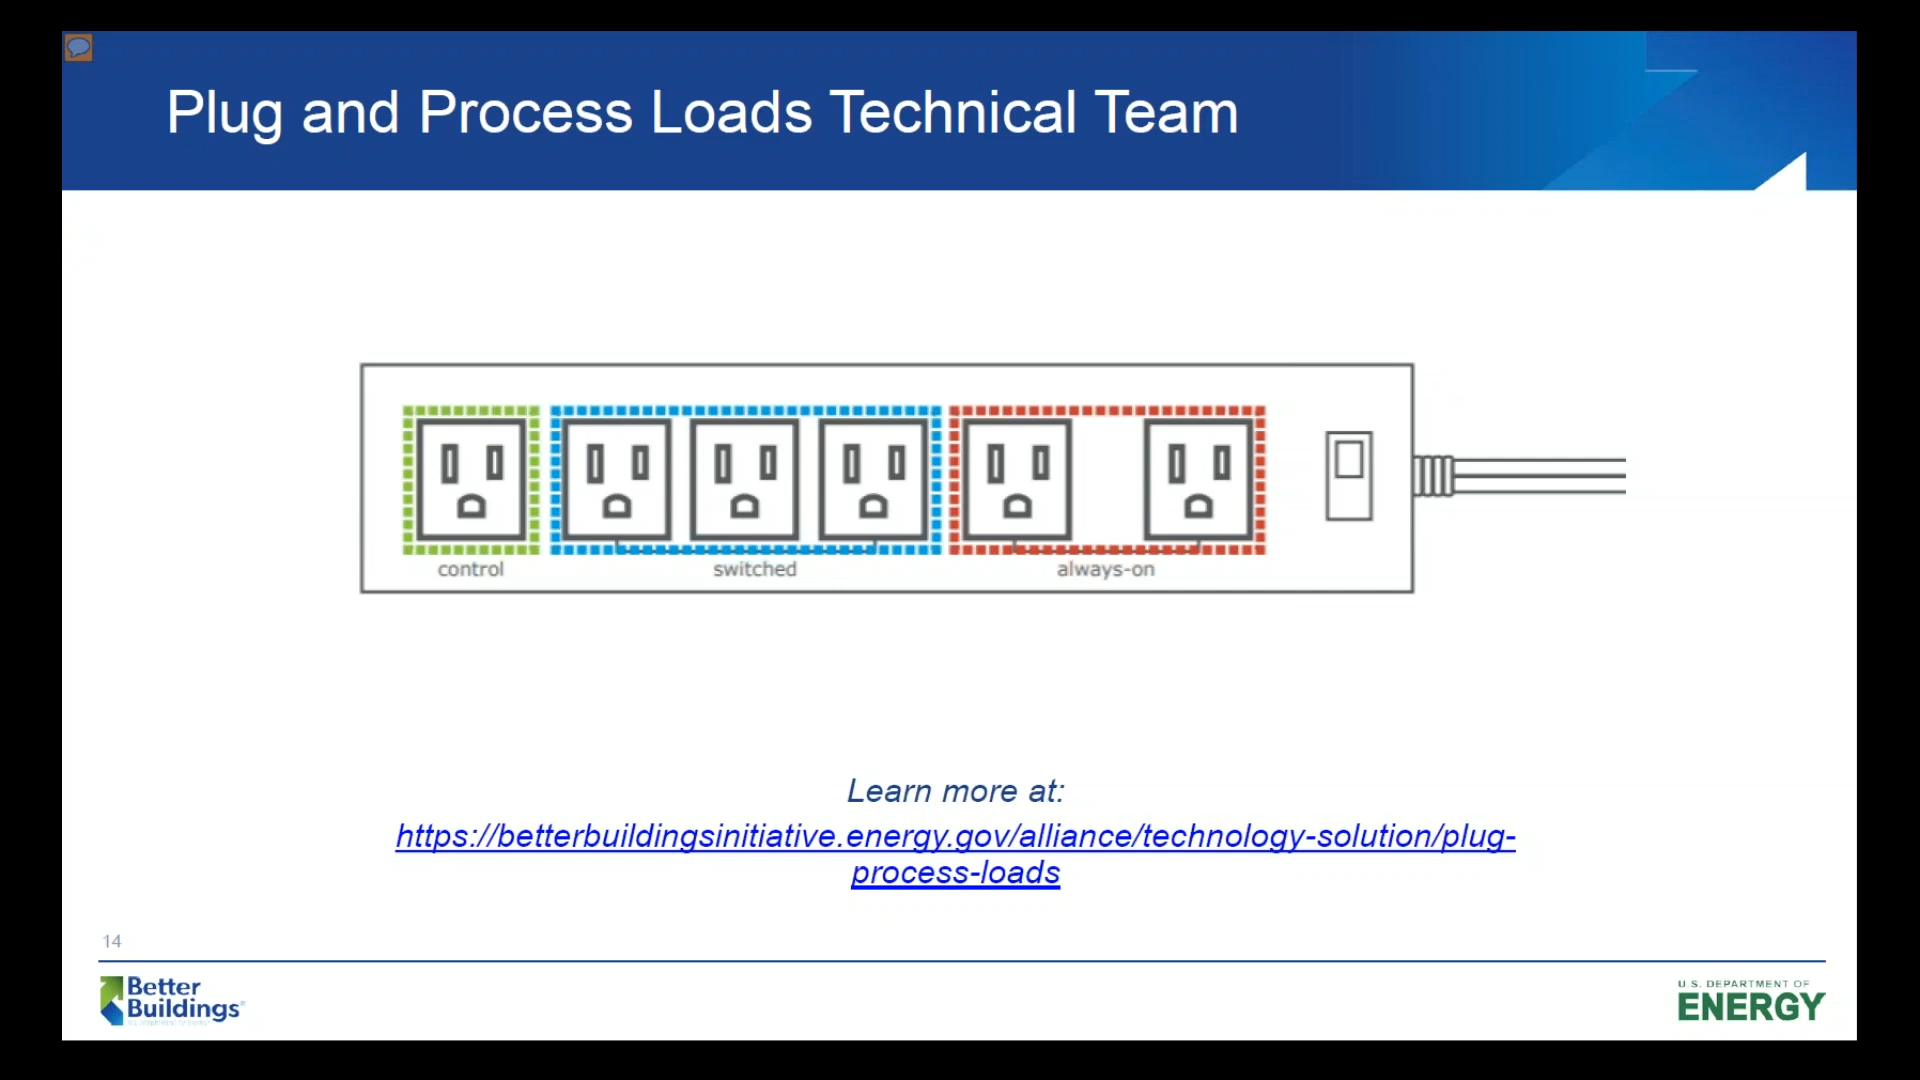 Plug and Process Loads Technical Team
control
switched
always-on
Learn more at:
https://betterbuildingsinitiative.energy.gov/alliance/technology-solution/plug-
process-loads
14
Better
Buildings®
U.S. DEPARTMENT OF
ENERGY